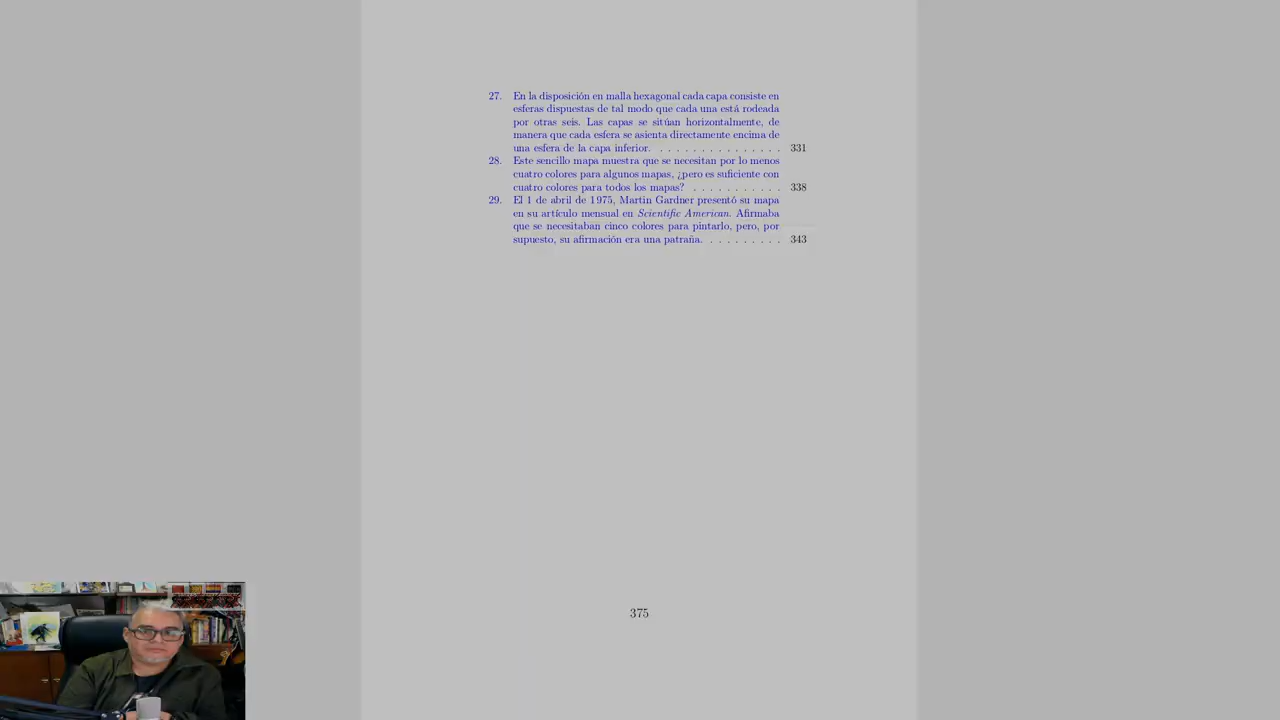 27. En la disposición en malla hexagonal cada capa consiste en
esferas dispuestas de tal modo que cada una está rodeada
por otras seis. Las capas se sitúan horizontalmente, de
manera que cada esfera se asienta directamente encima de
una esfera de la capa inferior. . . . . . . . . . . . . . . . 331
28. Este sencillo mapa muestra que se necesitan por lo menos
cuatro colores para algunos mapas, ¿pero es suficiente con
cuatro colores para todos los mapas? . . . . . . . . . . . 338
29. El 1 de abril de 1975, Martin Gardner presentó su mapa
en su artículo mensual en Scientific American. Afirmaba
que se necesitaban cinco colores para pintarlo, pero, por
supuesto, su afirmación era una patraña. . . . . . . . . . 343
375